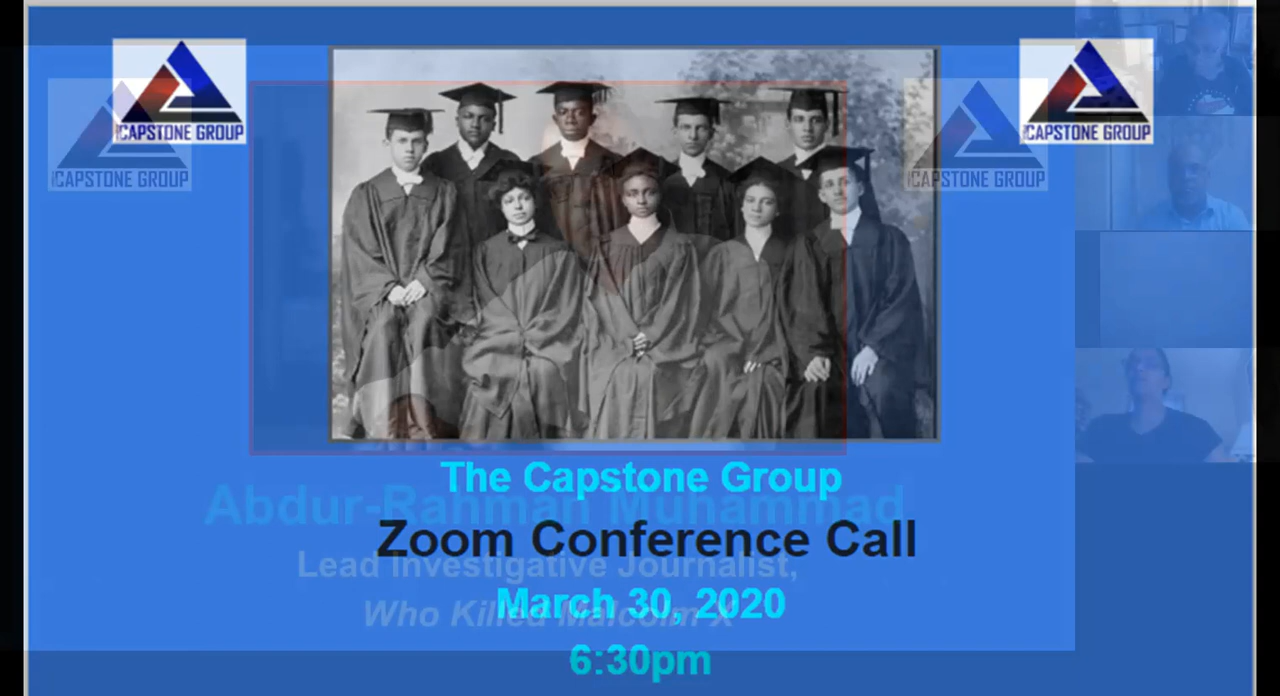 CAPSTONE GROUP
CAPSTONE GROUP
CAPSTONE GROUP
CAPSTONE GROUP
The Capstone Group
Abdur-Rahman Muhammad
Zoom Conference Call
Lead Investigative Journalist,
March 30, 2020
Who Killed Malcolm X
6:30pm